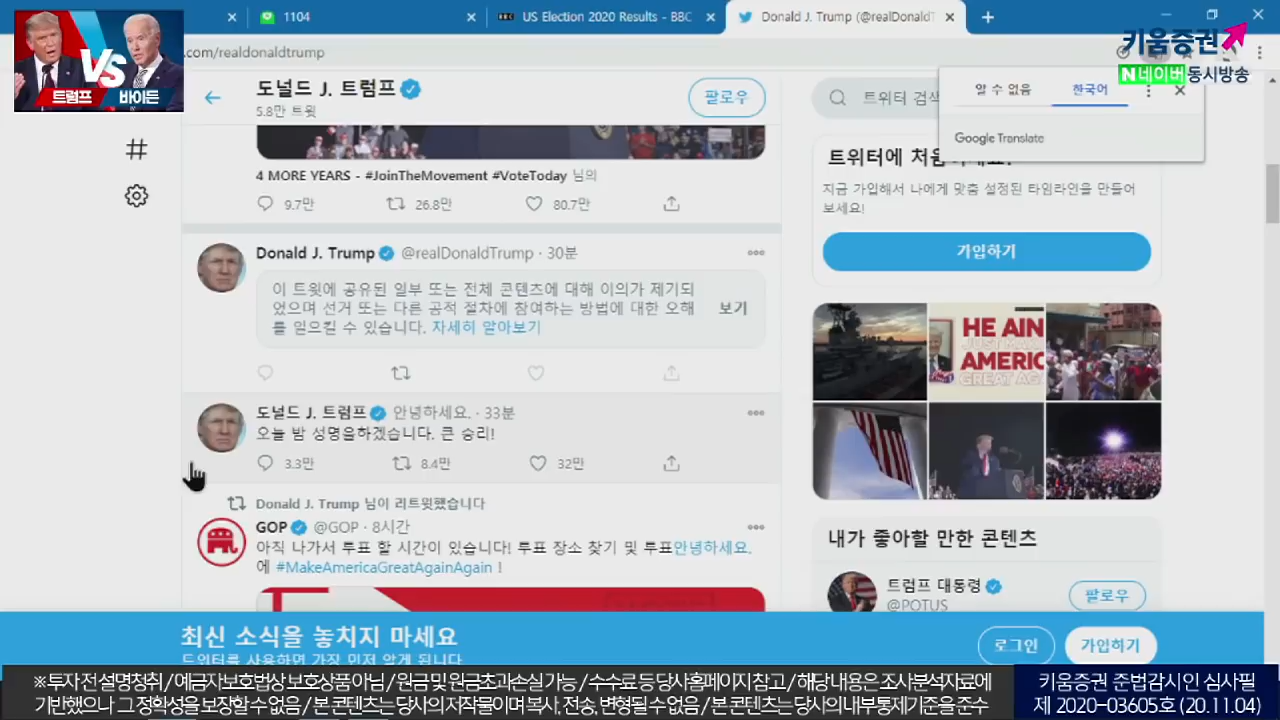 1104
US Election 2020 Results - BBC
Donald J. Trump (@realDonaldT
.com/realdonaldtrump
VS
트럼프
바이든
키움증권
N네이버 동시방송
도널드 J. 트럼프
5.8만 트윗
팔로우
트위터 검색
알 수 없음
한국어
Google Translate
4 MORE YEARS - #JoinTheMovement #VoteToday 님의
9.7만
26.8만
80.7만
트위터에 처음
지금 가입해서 나에게 맞춤 설정된 타임라인을 만들어
보세요!
가입하기
Donald J. Trump @realDonaldTrump · 30분
이 트윗에 공유된 일부 또는 전체 콘텐츠에 대해 이의가 제기되
었으며 선거 또는 다른 공적 절차에 참여하는 방법에 대한 오해
를 일으킬 수 있습니다. 자세히 알아보기
보기
도널드 J. 트럼프 안녕하세요. · 33분
오늘 밤 성명을하겠습니다. 큰 승리!
3.3만
8.4만
32만
Donald J. Trump 님이 리트윗했습니다
GOP @GOP · 8시간
아직 나가서 투표 할 시간이 있습니다! 투표 장소 찾기 및 투표안녕하세요.
에 #MakeAmericaGreatAgainAgain !
HE AIN
JUST MAK
AMERIC
GREAT AG
내가 좋아할 만한 콘텐츠
트럼프 대통령
@POTUS
팔로우
최신 소식을 놓치지 마세요
트위터를 사용하면 가장 먼저 알게 됩니다.
로그인
가입하기
※ 투자 전 설명청취 / 예금자보호법상 보호상품 아님 / 원금 및 원금초과손실 가능 / 수수료 등 당사홈페이지 참고 / 해당 내용은 조사분석자료에
기반했으나 그 정확성을 보장할 수 없음 / 본 콘텐츠는 당사의 저작물이며 복사, 전송, 변형될 수 없음 / 본 콘텐츠는 당사의 내부통제기준을 준수
키움증권 준법감시인 심사필
제 2020-03605호 (20.11.04)